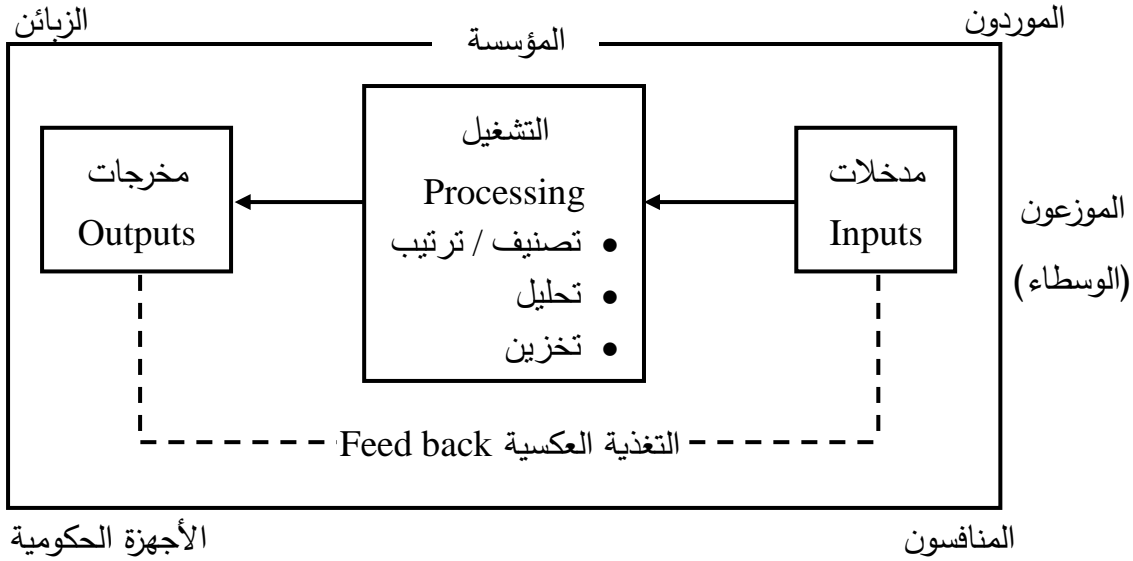 الموردون
الزبائن
المؤسسة
مدخلات
Inputs
التشغيل
Processing
• تصنيف / ترتيب
• تحليل
• تخزين
مخرجات
Outputs
الموزعون
(الوسطاء)
التغذية العكسية Feed back
المنافسون
الأجهزة الحكومية